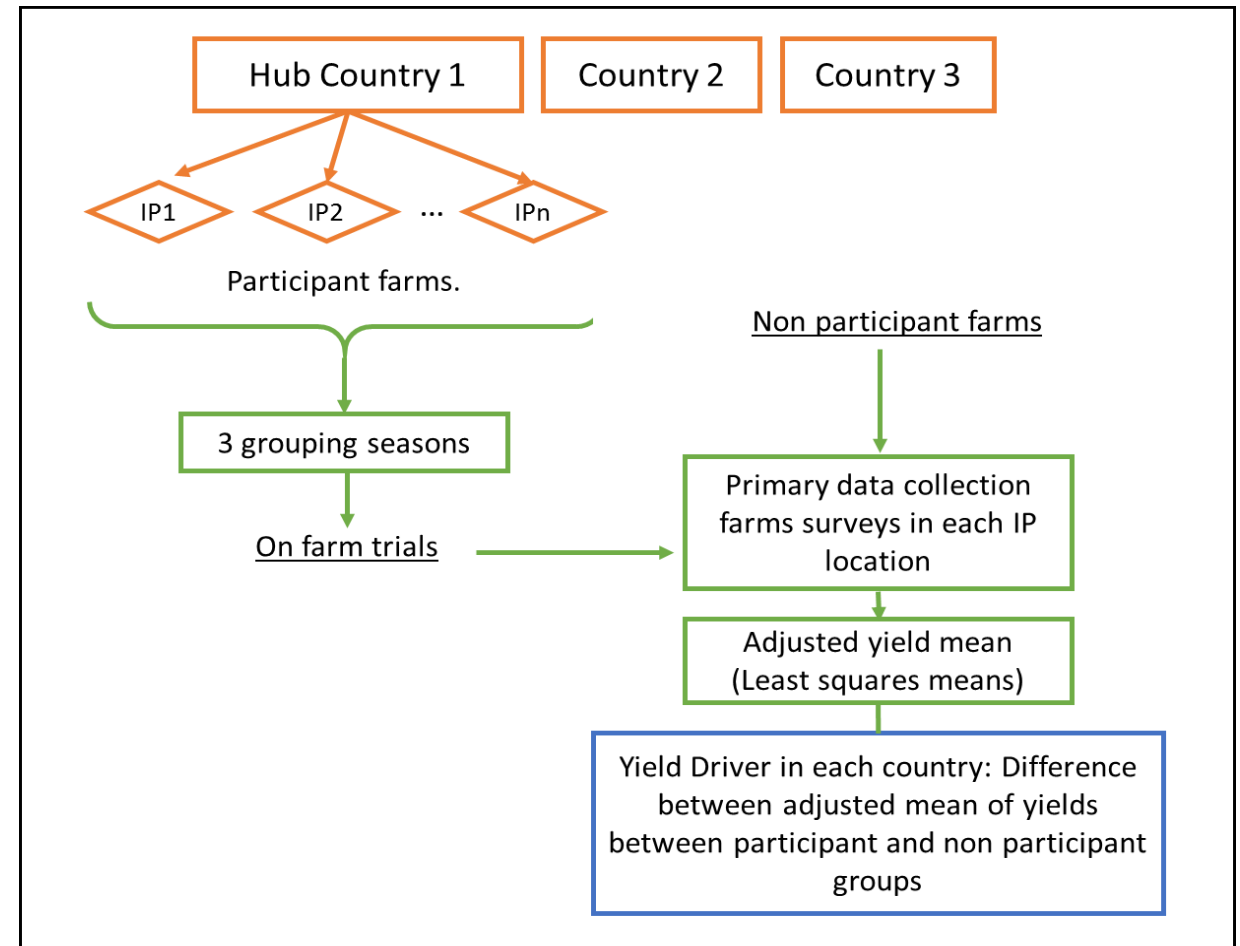 Hub Country 1
Country 2
Country 3
IP1
IP2
...
IPn
Participant farms.
Non participant farms
3 grouping seasons
On farm trials
Primary data collection
farms surveys in each IP
location
Adjusted yield mean
(Least squares means)
Yield Driver in each country: Difference
between adjusted mean of yields
between participant and non participant
groups